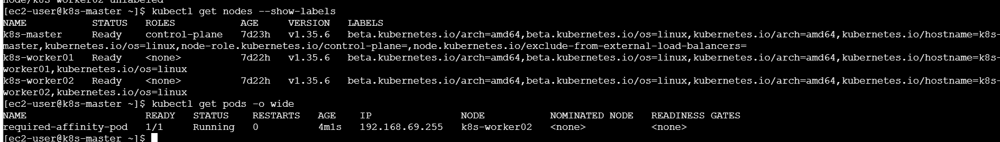 node/k8s-worker02 unlabeled
[ec2-user@k8s-master ~]$ kubectl get nodes --show-labels
NAME           STATUS   ROLES           AGE     VERSION   LABELS
k8s-master     Ready    control-plane   7d23h   v1.35.6   beta.kubernetes.io/arch=amd64,beta.kubernetes.io/os=linux,kubernetes.io/arch=amd64,kubernetes.io/hostname=k8s-
master,kubernetes.io/os=linux,node-role.kubernetes.io/control-plane=,node.kubernetes.io/exclude-from-external-load-balancers=
k8s-worker01   Ready    <none>          7d22h   v1.35.6   beta.kubernetes.io/arch=amd64,beta.kubernetes.io/os=linux,kubernetes.io/arch=amd64,kubernetes.io/hostname=k8s-
worker01,kubernetes.io/os=linux
k8s-worker02   Ready    <none>          7d22h   v1.35.6   beta.kubernetes.io/arch=amd64,beta.kubernetes.io/os=linux,kubernetes.io/arch=amd64,kubernetes.io/hostname=k8s-
worker02,kubernetes.io/os=linux
[ec2-user@k8s-master ~]$ kubectl get pods -o wide
NAME                    READY   STATUS    RESTARTS   AGE    IP               NODE           NOMINATED NODE   READINESS GATES
required-affinity-pod   1/1     Running   0          4m1s   192.168.69.255   k8s-worker02   <none>           <none>
[ec2-user@k8s-master ~]$